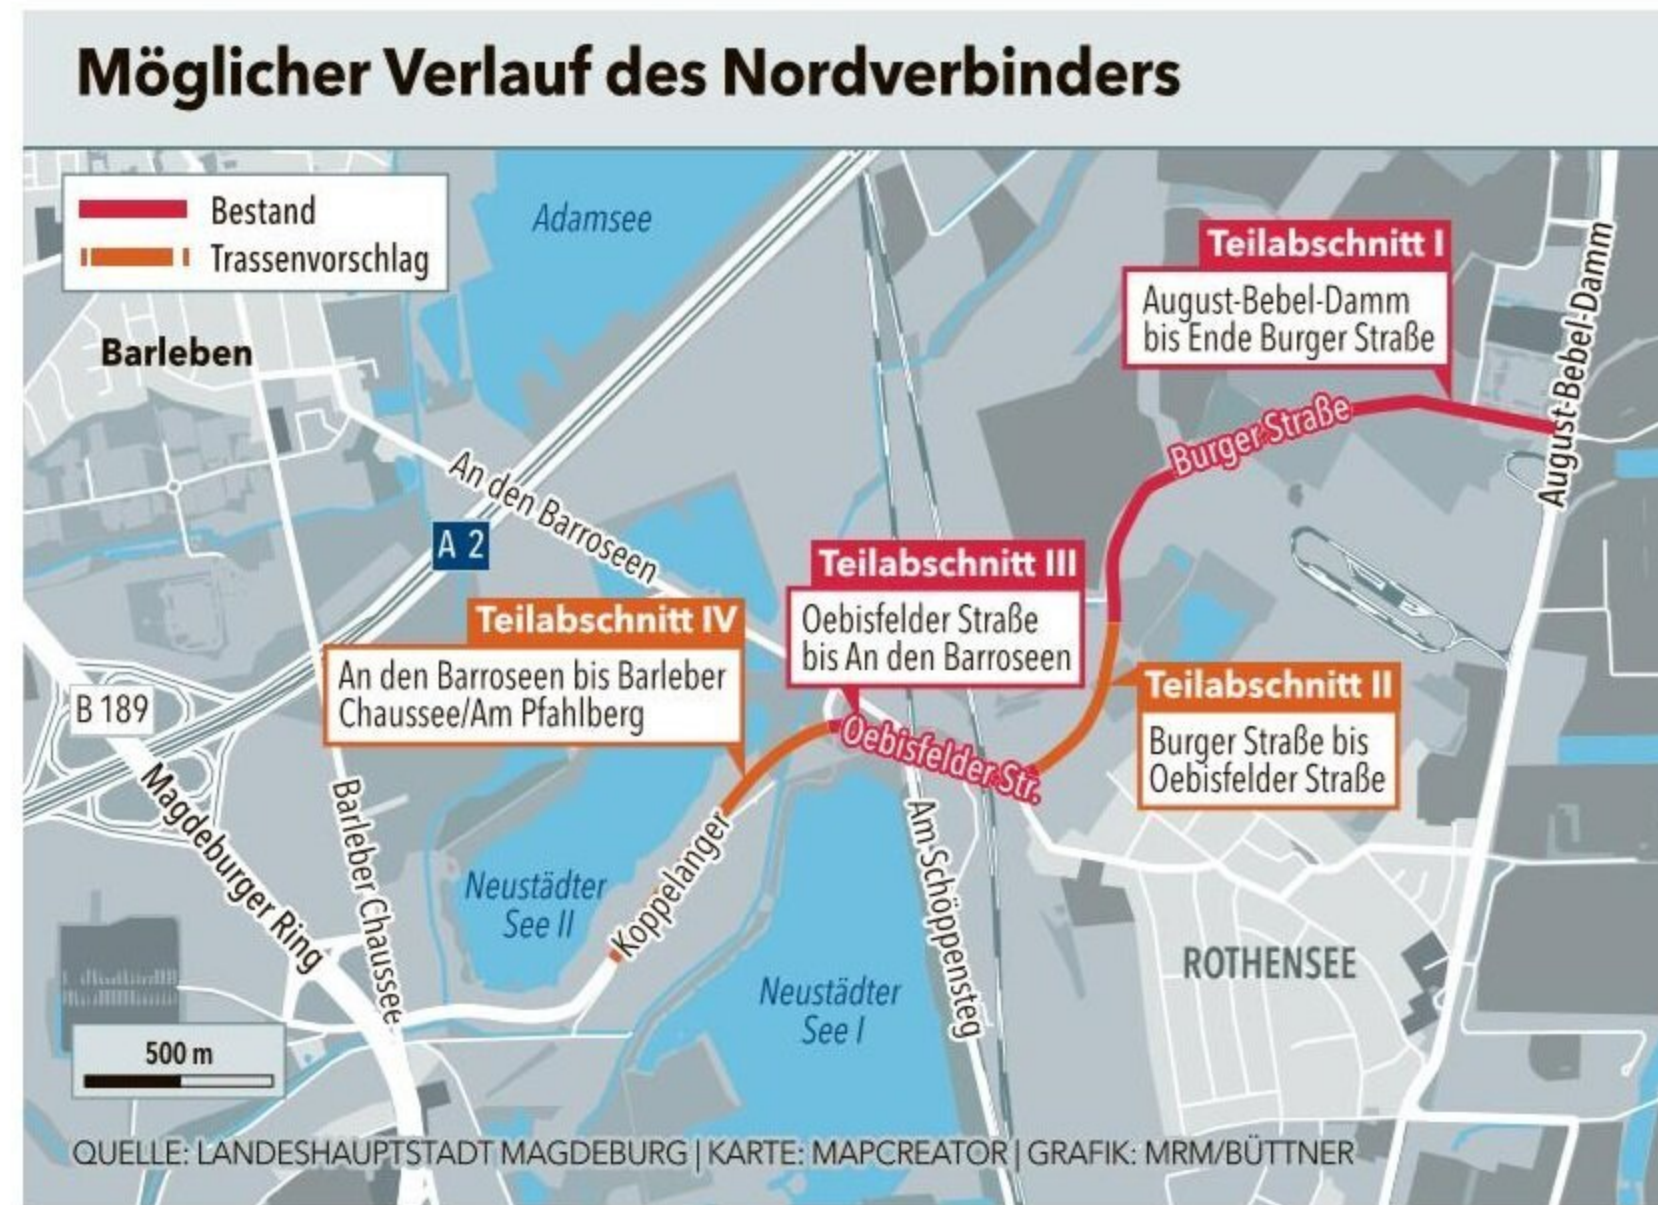 Möglicher Verlauf des Nordverbinders
Bestand
Trassenvorschlag
Adamsee
Teilabschnitt I
August-Bebel-Damm
bis Ende Burger Straße
August-Bebel-Damm
Barleben
Burger Straße
An den Barroseen
A 2
Teilabschnitt III
Oebisfelder Straße
bis An den Barroseen
Teilabschnitt IV
An den Barroseen bis Barleber
Chaussee/Am Pfahlberg
Teilabschnitt II
Burger Straße bis
Oebisfelder Straße
B 189
Oebisfelder Str.
Magdeburger Ring
Barleber Chaussee
Koppelanger
Am Schöppensteg
Neustädter
See II
Neustädter
See I
ROTHENSEE
500 m
QUELLE: LANDESHAUPTSTADT MAGDEBURG | KARTE: MAPCREATOR | GRAFIK: MRM/BÜTTNER